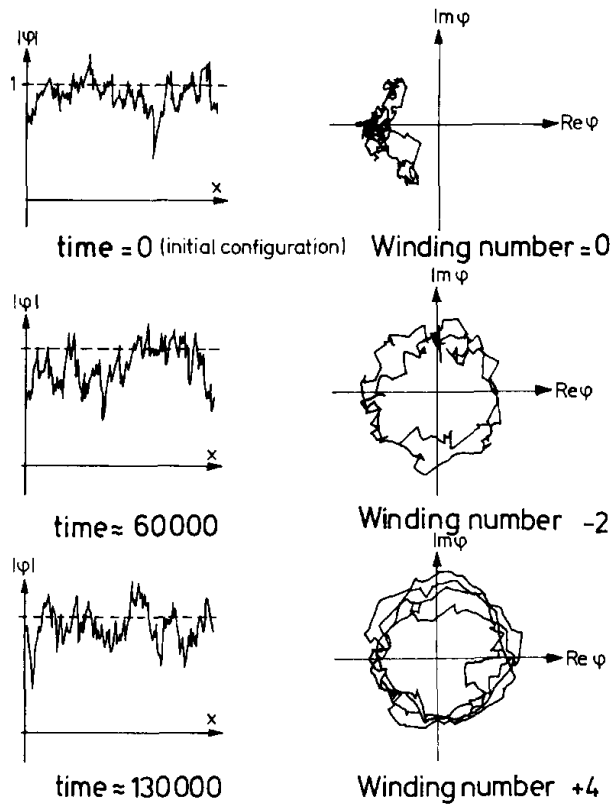 |φ|
Im φ
1
Re φ
x
time = 0 (initial configuration) Winding number = 0
|φ|
Im φ
Re φ
x
time ≈ 60000
Winding number -2
|φ|
Im φ
Re φ
x
time ≈ 130000
Winding number +4